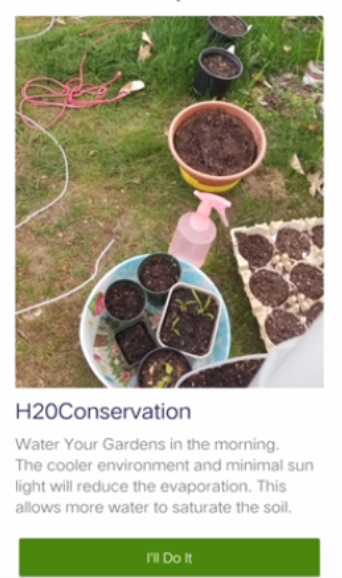 H20Conservation
Water Your Gardens in the morning.
The cooler environment and minimal sun
light will reduce the evaporation. This
allows more water to saturate the soil.
I'll Do It